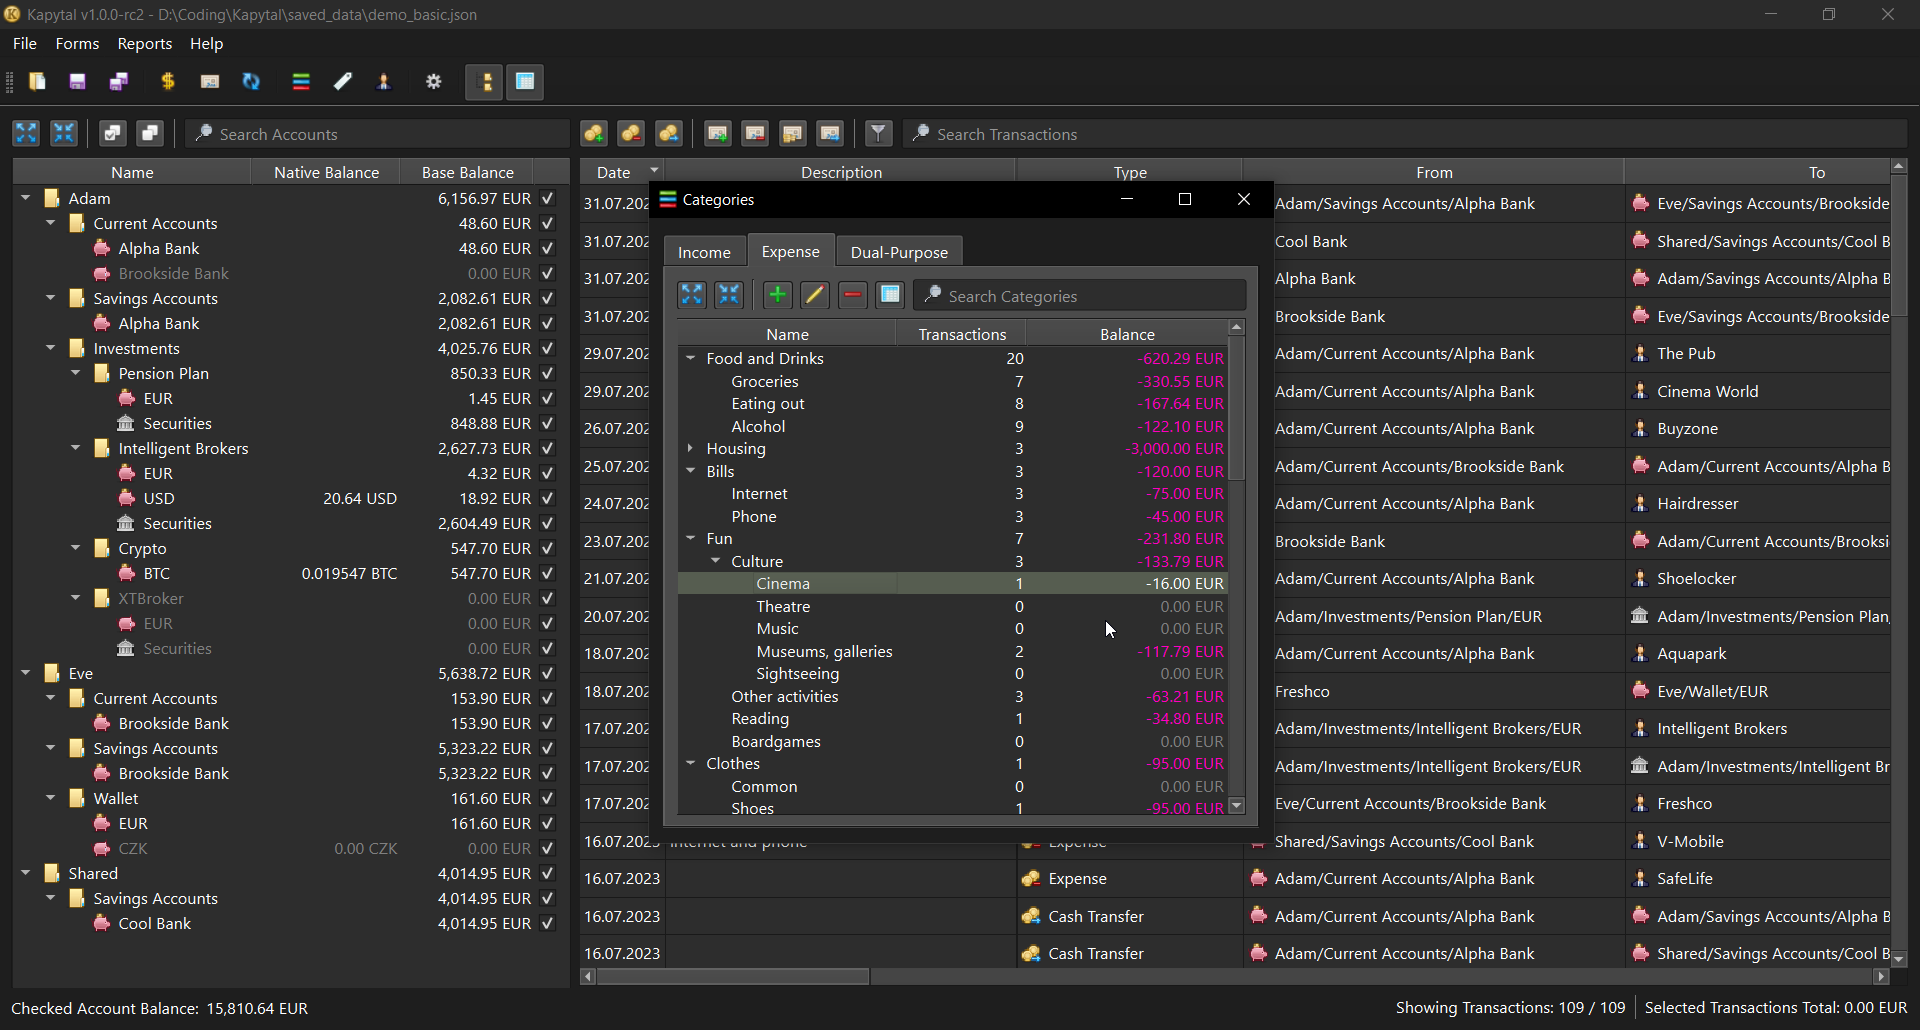 Kapytal v1.0.0-rc2 - D:\Coding\Kapytal\saved_data\demo_basic.json
File Forms Reports Help
Search Accounts
Name Native Balance Base Balance
Adam 6,156.97 EUR
Current Accounts 48.60 EUR
Alpha Bank 48.60 EUR
Brookside Bank 0.00 EUR
Savings Accounts 2,082.61 EUR
Alpha Bank 2,082.61 EUR
Investments 4,025.76 EUR
Pension Plan 850.33 EUR
EUR 1.45 EUR
Securities 848.88 EUR
Intelligent Brokers 2,627.73 EUR
EUR 4.32 EUR
USD 20.64 USD 18.92 EUR
Securities 2,604.49 EUR
Crypto 547.70 EUR
BTC 0.019547 BTC 547.70 EUR
XTBroker 0.00 EUR
EUR 0.00 EUR
Securities 0.00 EUR
Eve 5,638.72 EUR
Current Accounts 153.90 EUR
Brookside Bank 153.90 EUR
Savings Accounts 5,323.22 EUR
Brookside Bank 5,323.22 EUR
Wallet 161.60 EUR
EUR 161.60 EUR
CZK 0.00 CZK 0.00 EUR
Shared 4,014.95 EUR
Savings Accounts 4,014.95 EUR
Cool Bank 4,014.95 EUR
Search Transactions
Date Description Type From To
31.07.202 Adam/Savings Accounts/Alpha Bank Eve/Savings Accounts/Brookside
31.07.202 Cool Bank Shared/Savings Accounts/Cool B
31.07.202 Alpha Bank Adam/Savings Accounts/Alpha B
31.07.202 Brookside Bank Eve/Savings Accounts/Brookside
29.07.202 Adam/Current Accounts/Alpha Bank The Pub
29.07.202 Adam/Current Accounts/Alpha Bank Cinema World
26.07.202 Adam/Current Accounts/Alpha Bank Buyzone
25.07.202 Adam/Current Accounts/Brookside Bank Adam/Current Accounts/Alpha B
24.07.202 Adam/Current Accounts/Alpha Bank Hairdresser
23.07.202 Brookside Bank Adam/Current Accounts/Brooksi
21.07.202 Adam/Current Accounts/Alpha Bank Shoelocker
20.07.202 Adam/Investments/Pension Plan/EUR Adam/Investments/Pension Plan
18.07.202 Adam/Current Accounts/Alpha Bank Aquapark
18.07.202 Freshco Eve/Wallet/EUR
17.07.202 Adam/Investments/Intelligent Brokers/EUR Intelligent Brokers
17.07.202 Adam/Investments/Intelligent Brokers/EUR Adam/Investments/Intelligent Br
17.07.202 Eve/Current Accounts/Brookside Bank Freshco
16.07.202 Internet and phone Expense Shared/Savings Accounts/Cool Bank V-Mobile
16.07.2023 Expense Adam/Current Accounts/Alpha Bank SafeLife
16.07.2023 Cash Transfer Adam/Current Accounts/Alpha Bank Adam/Savings Accounts/Alpha B
16.07.2023 Cash Transfer Adam/Current Accounts/Alpha Bank Shared/Savings Accounts/Cool B
Categories
Income Expense Dual-Purpose
Search Categories
Name Transactions Balance
Food and Drinks 20 -620.29 EUR
Groceries 7 -330.55 EUR
Eating out 8 -167.64 EUR
Alcohol 9 -122.10 EUR
Housing 3 -3,000.00 EUR
Bills 3 -120.00 EUR
Internet 3 -75.00 EUR
Phone 3 -45.00 EUR
Fun 7 -231.80 EUR
Culture 3 -133.79 EUR
Cinema 1 -16.00 EUR
Theatre 0 0.00 EUR
Music 0 0.00 EUR
Museums, galleries 2 -117.79 EUR
Sightseeing 0 0.00 EUR
Other activities 3 -63.21 EUR
Reading 1 -34.80 EUR
Boardgames 0 0.00 EUR
Clothes 1 -95.00 EUR
Common 0 0.00 EUR
Shoes 1 -95.00 EUR
Checked Account Balance: 15,810.64 EUR
Showing Transactions: 109 / 109 Selected Transactions Total: 0.00 EUR